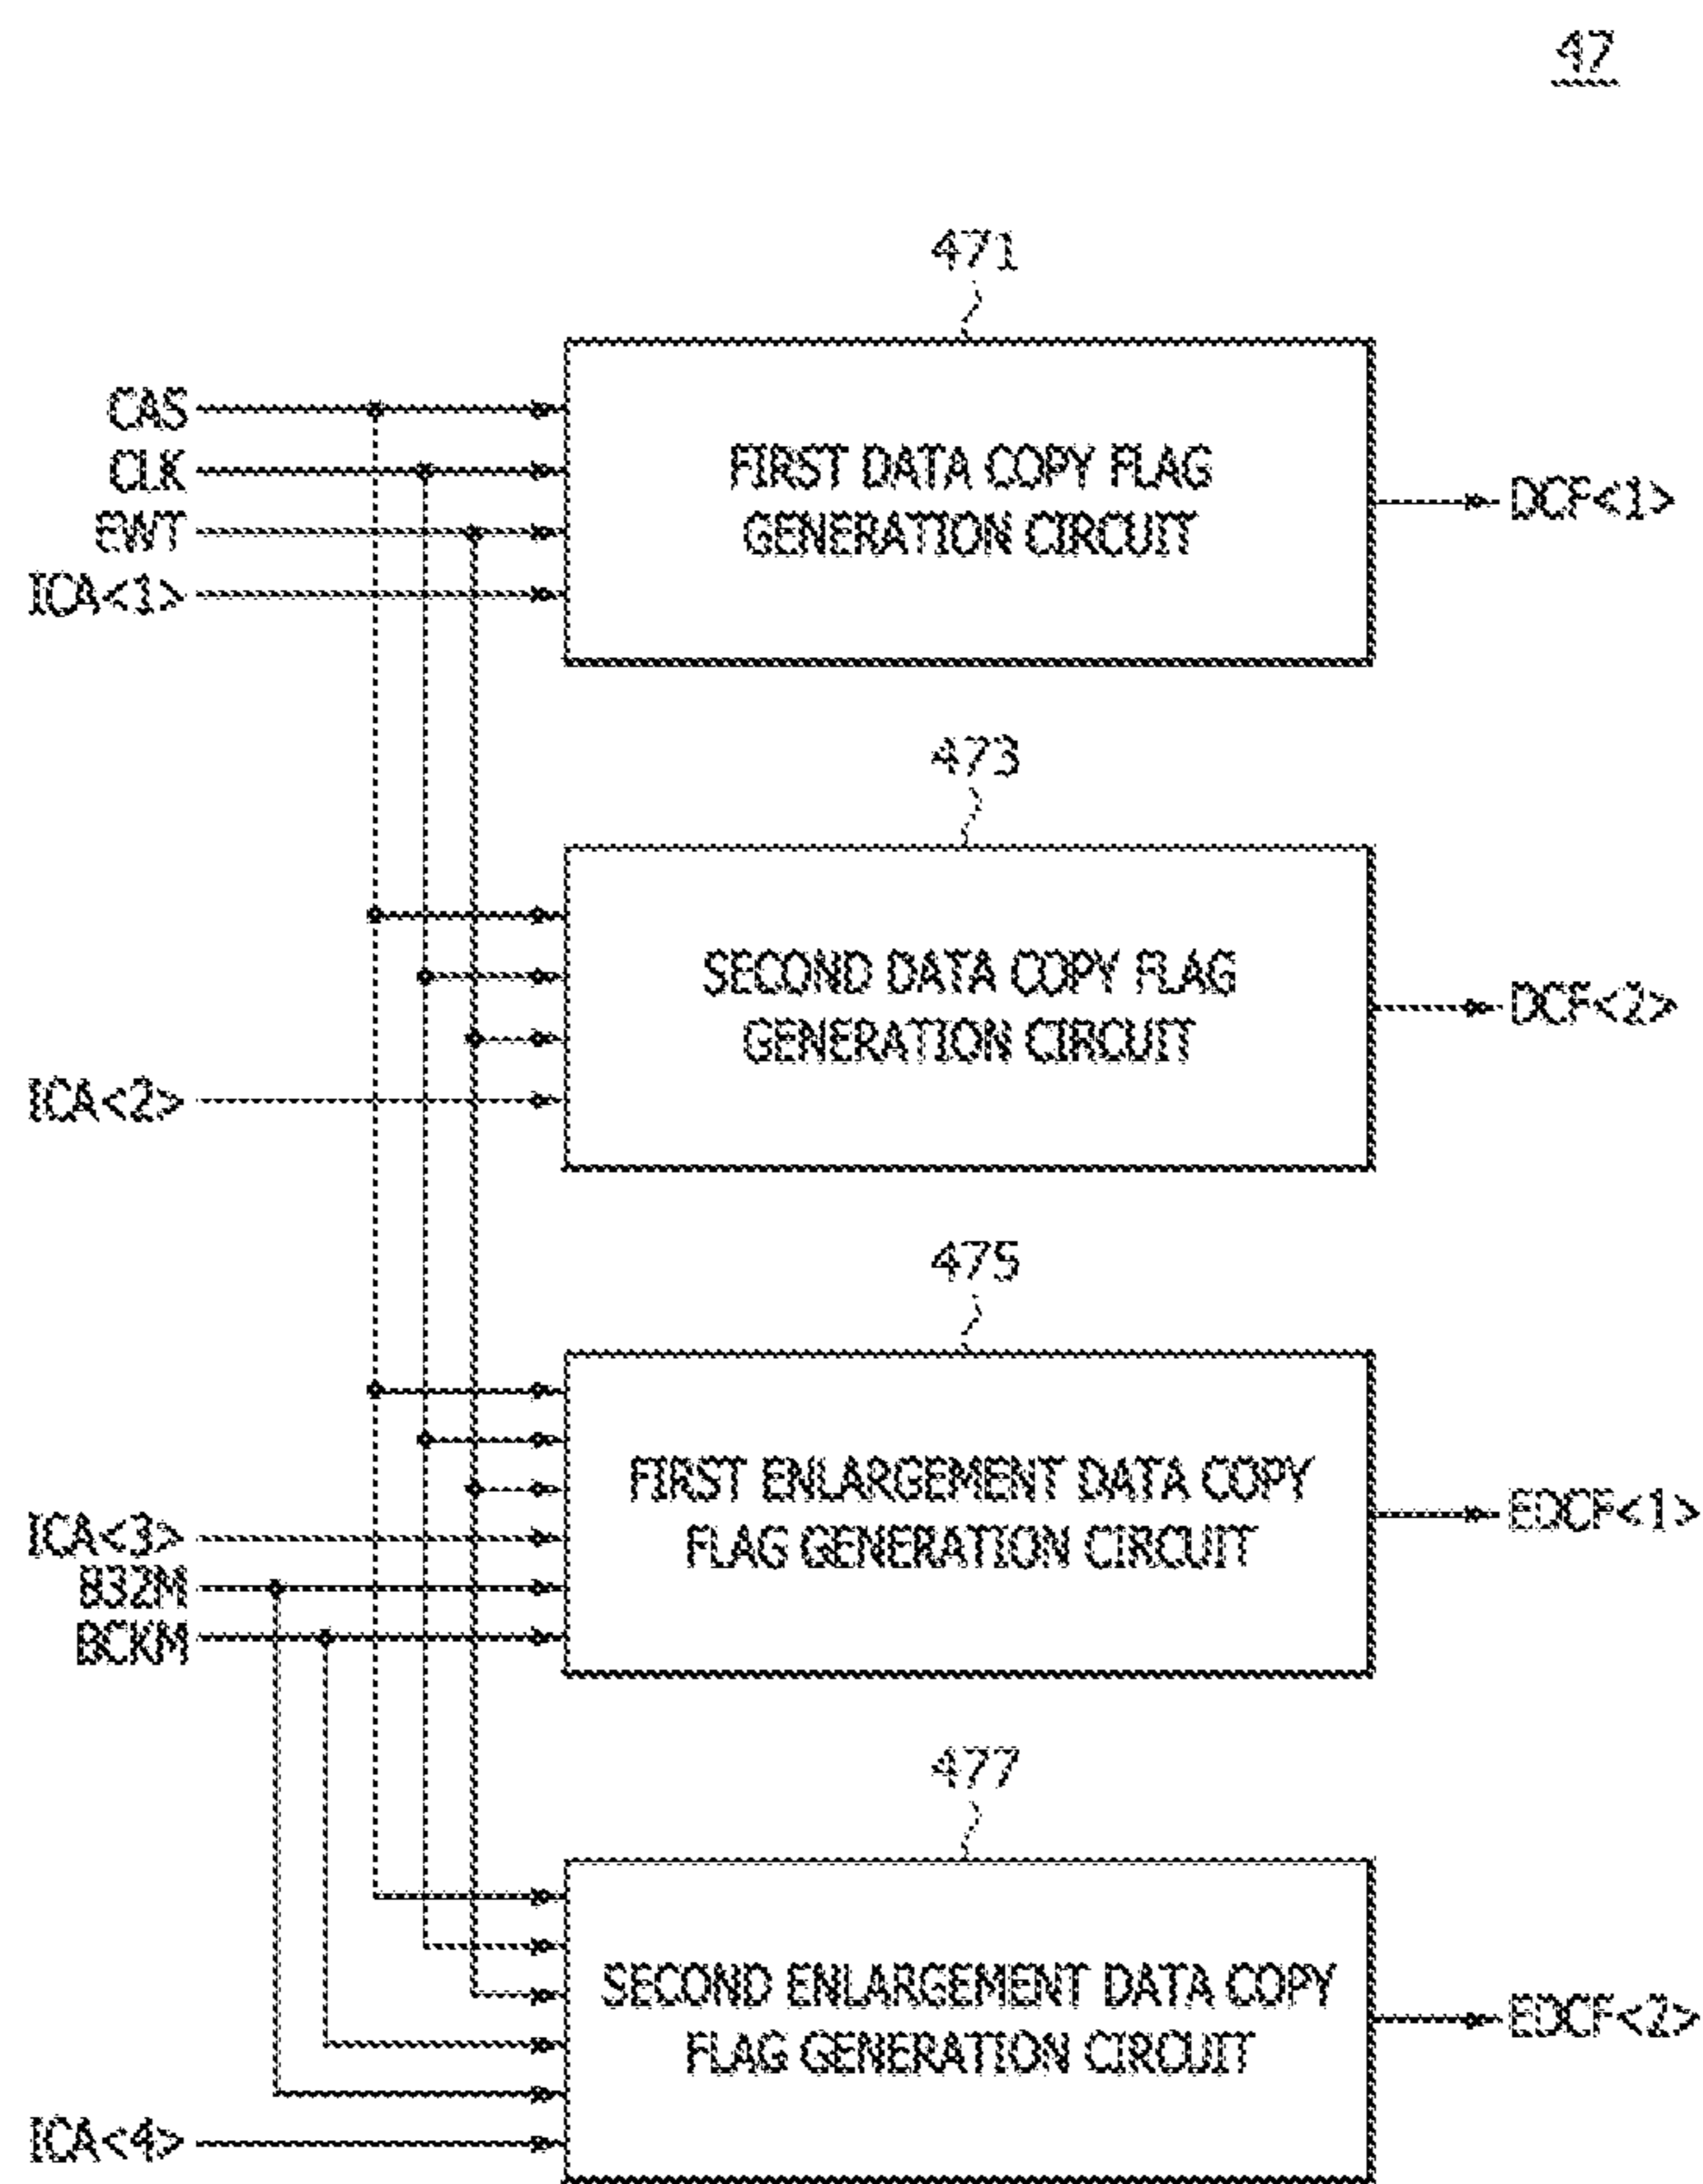 47
471
CAS
CLK
EWT
ICA<1>
FIRST DATA COPY FLAG
GENERATION CIRCUIT
DCF<1>
473
SECOND DATA COPY FLAG
GENERATION CIRCUIT
DCF<2>
ICA<2>
475
FIRST ENLARGEMENT DATA COPY
FLAG GENERATION CIRCUIT
EDCF<1>
ICA<3>
B32M
BCKM
477
SECOND ENLARGEMENT DATA COPY
FLAG GENERATION CIRCUIT
EDCF<2>
ICA<4>